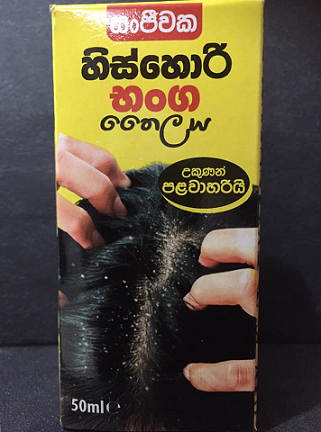 සංජීවක
හිස්හොරි
භංග
තෛලය
උකුණන්
පළවාහරියි
50ml℮